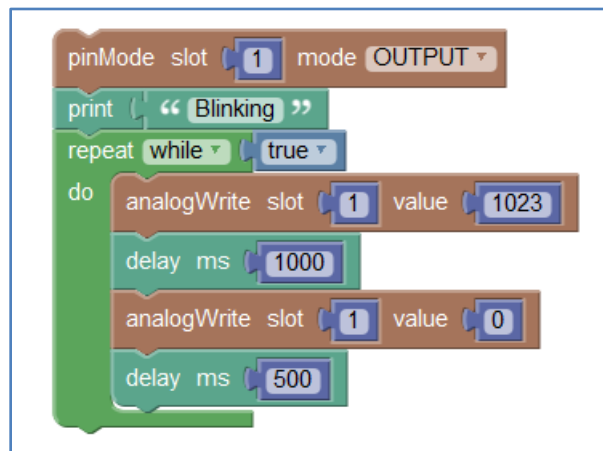 pinMode slot 1 mode OUTPUT
print “ Blinking ”
repeat while true
do
analogWrite slot 1 value 1023
delay ms 1000
analogWrite slot 1 value 0
delay ms 500